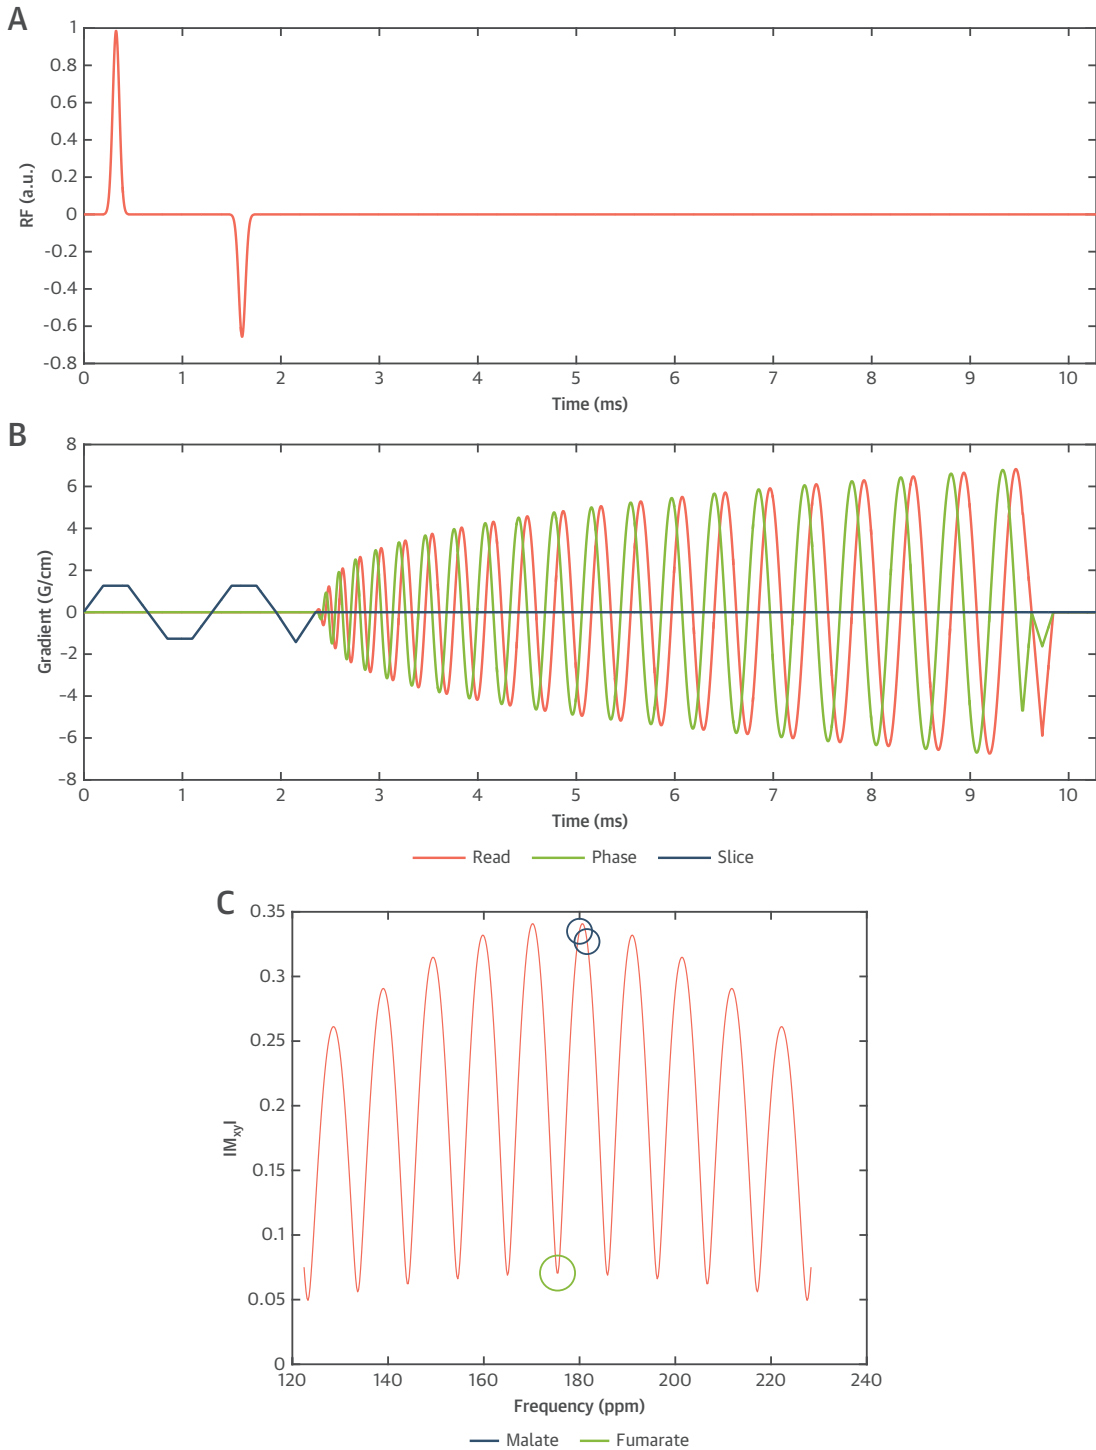 A
RF (a.u.)
1
0.8
0.6
0.4
0.2
0
-0.2
-0.4
-0.6
-0.8
0 1 2 3 4 5 6 7 8 9 10
Time (ms)
B
Gradient (G/cm)
8
6
4
2
0
-2
-4
-6
-8
0 1 2 3 4 5 6 7 8 9 10
Time (ms)
Read Phase Slice
C
IM_xy I
0.35
0.3
0.25
0.2
0.15
0.1
0.05
0
120 140 160 180 200 220 240
Frequency (ppm)
Malate Fumarate